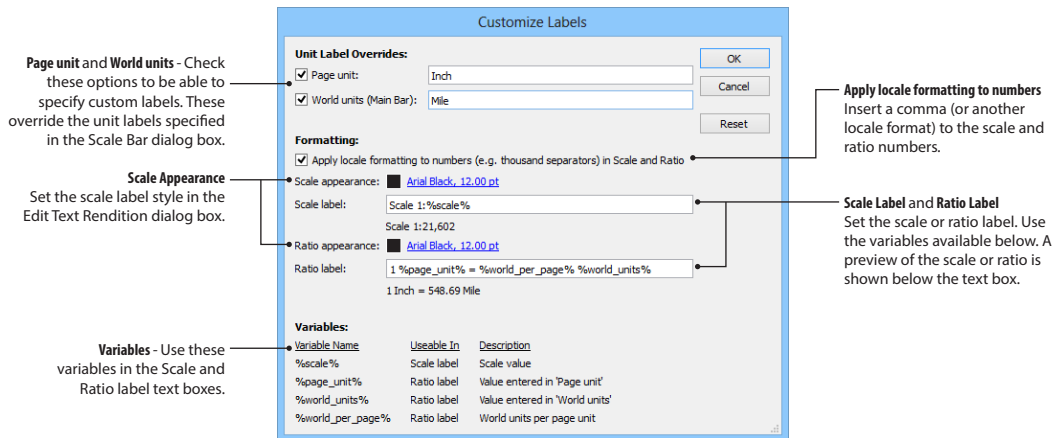 Customize Labels
Page unit and World units - Check
these options to be able to
specify custom labels. These
override the unit labels specified
in the Scale Bar dialog box.
Scale Appearance
Set the scale label style in the
Edit Text Rendition dialog box.
Variables - Use these
variables in the Scale and
Ratio label text boxes.
Unit Label Overrides:
Page unit: Inch
World units (Main Bar): Mile
OK
Cancel
Reset
Formatting:
Apply locale formatting to numbers (e.g. thousand separators) in Scale and Ratio
Scale appearance: Arial Black, 12.00 pt
Scale label: Scale 1:%scale%
Scale 1:21,602
Ratio appearance: Arial Black, 12.00 pt
Ratio label: 1 %page_unit% = %world_per_page% %world_units%
1 Inch = 548.69 Mile
Variables:
Variable Name Useable In Description
%scale% Scale label Scale value
%page_unit% Ratio label Value entered in 'Page unit'
%world_units% Ratio label Value entered in 'World units'
%world_per_page% Ratio label World units per page unit
Apply locale formatting to numbers
Insert a comma (or another
locale format) to the scale and
ratio numbers.
Scale Label and Ratio Label
Set the scale or ratio label. Use
the variables available below. A
preview of the scale or ratio is
shown below the text box.